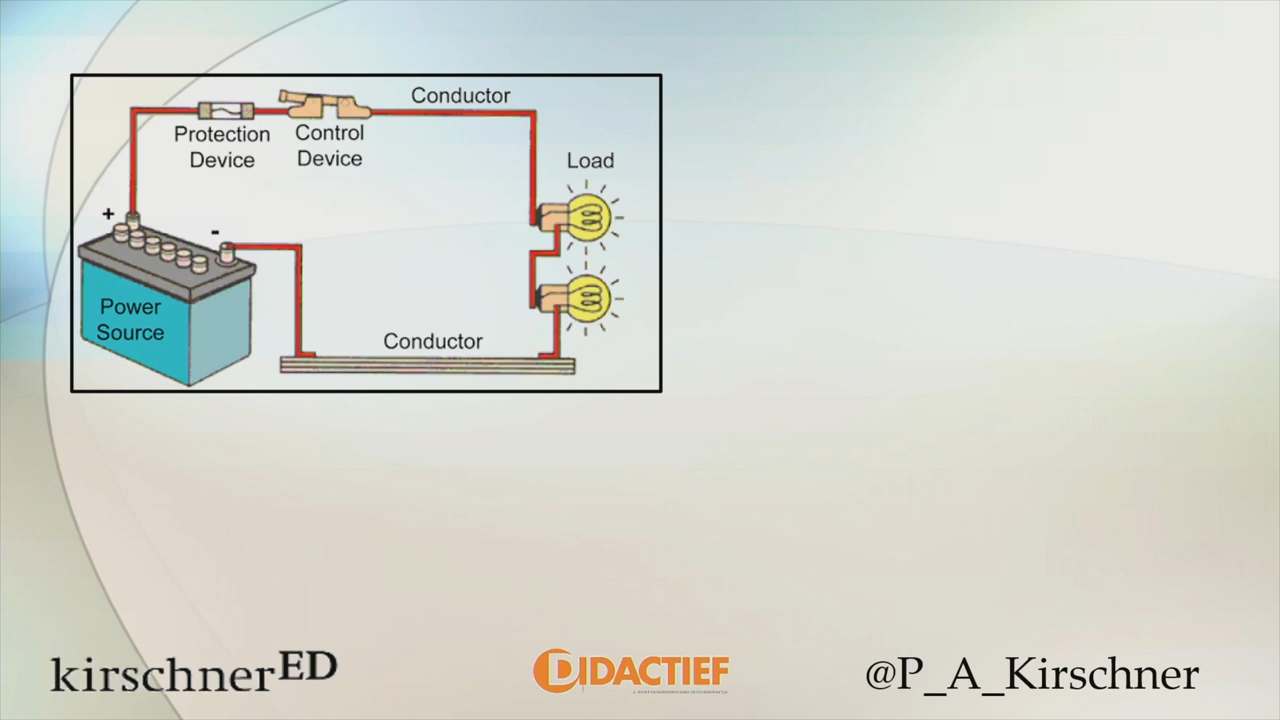 Conductor
Protection
Device
Control
Device
Load
+
-
Power
Source
Conductor
kirschnerED
DIDACTIEF
@P_A_Kirschner